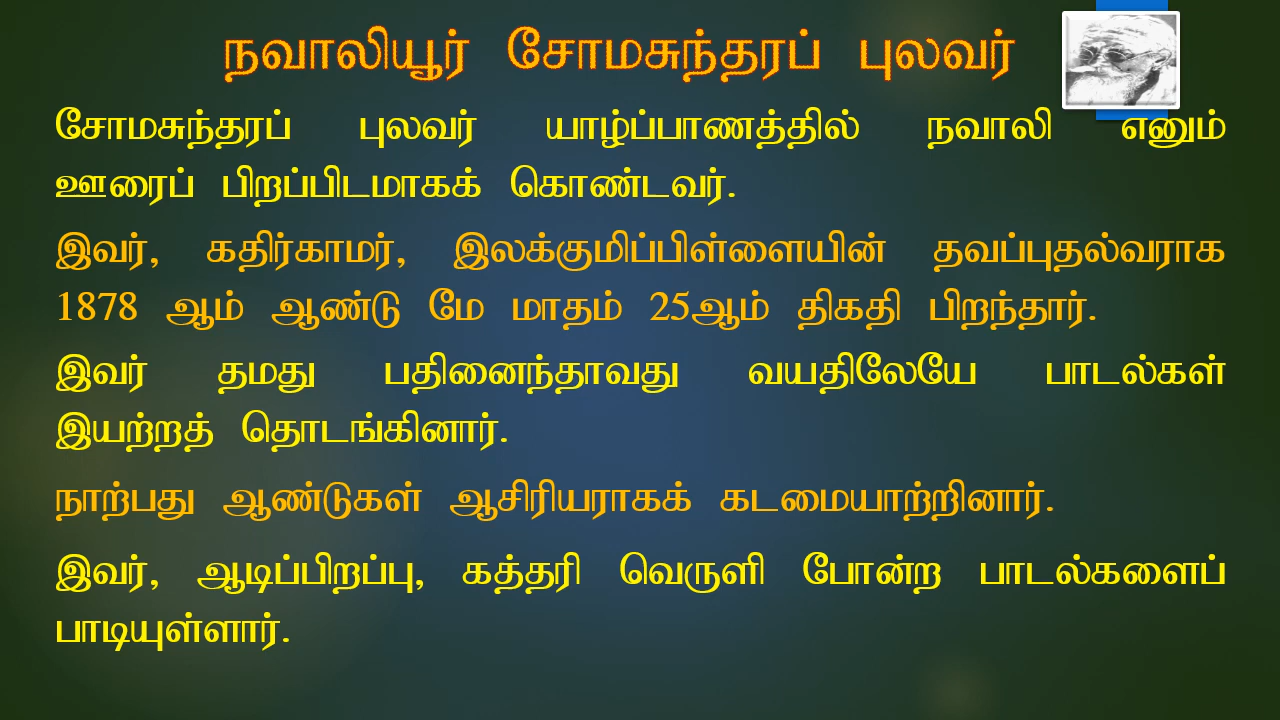 நவாலியூர் சோமசுந்தரப் புலவர்
சோமசுந்தரப் புலவர் யாழ்ப்பாணத்தில் நவாலி எனும்
ஊரைப் பிறப்பிடமாகக் கொண்டவர்.
இவர், கதிர்காமர், இலக்குமிப்பிள்ளையின் தவப்புதல்வராக
1878 ஆம் ஆண்டு மே மாதம் 25ஆம் திகதி பிறந்தார்.
இவர் தமது பதினைந்தாவது வயதிலேயே பாடல்கள்
இயற்றத் தொடங்கினார்.
நாற்பது ஆண்டுகள் ஆசிரியராகக் கடமையாற்றினார்.
இவர், ஆடிப்பிறப்பு, கத்தரி வெருளி போன்ற பாடல்களைப்
பாடியுள்ளார்.